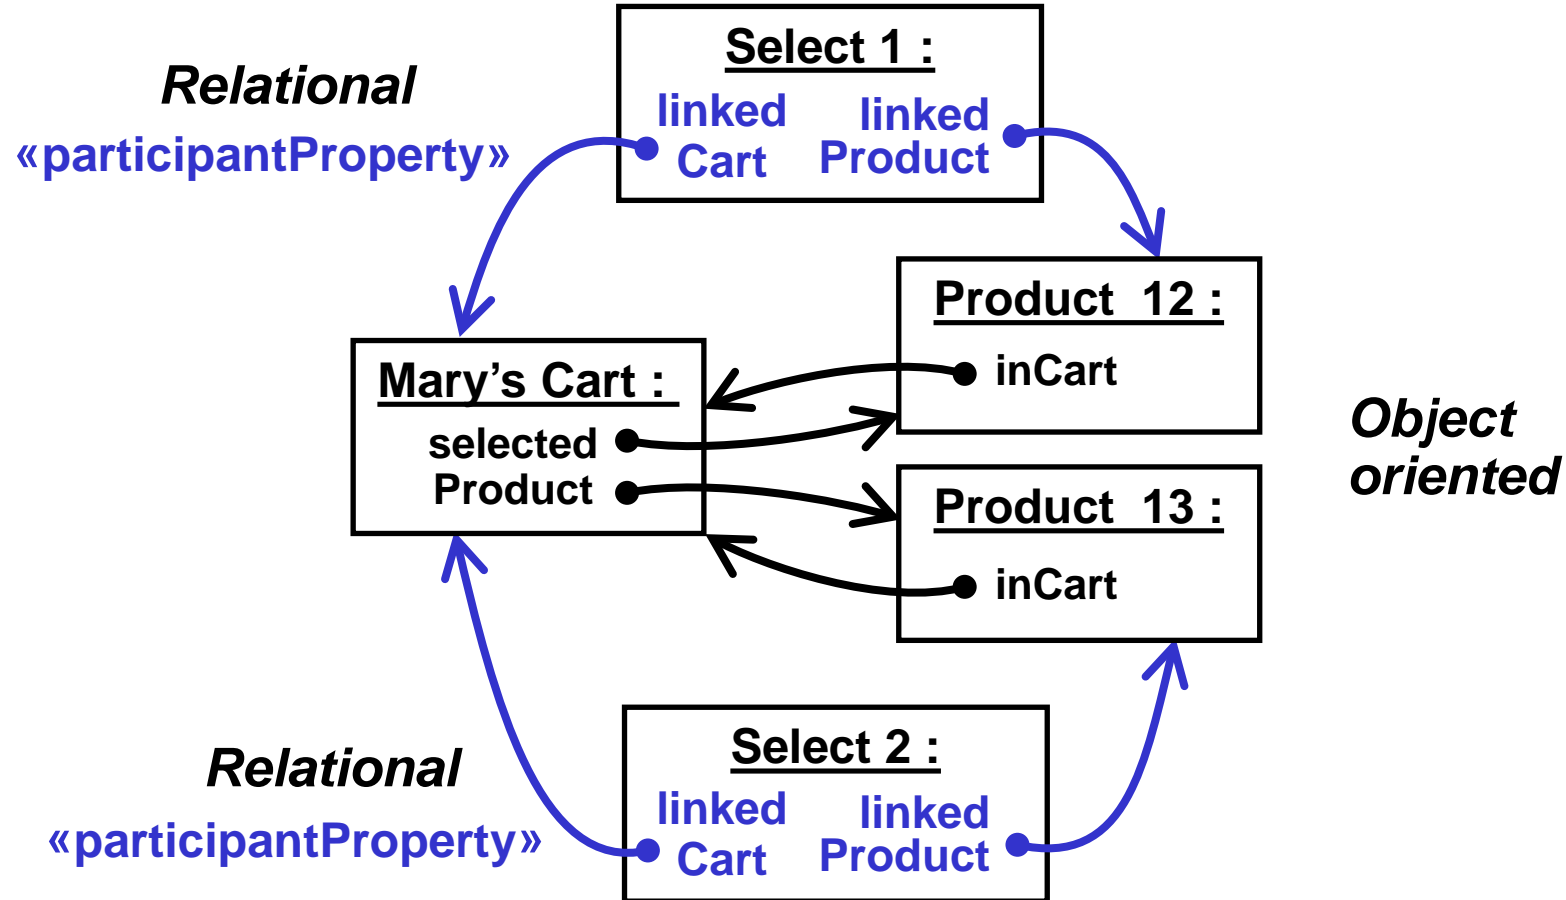 Select 1 :
Relational
«participantProperty»
linked
Cart
linked
Product
Product 12 :
inCart
Mary’s Cart :
selected
Product
Object
oriented
Product 13 :
inCart
Select 2 :
Relational
«participantProperty»
linked
Cart
linked
Product